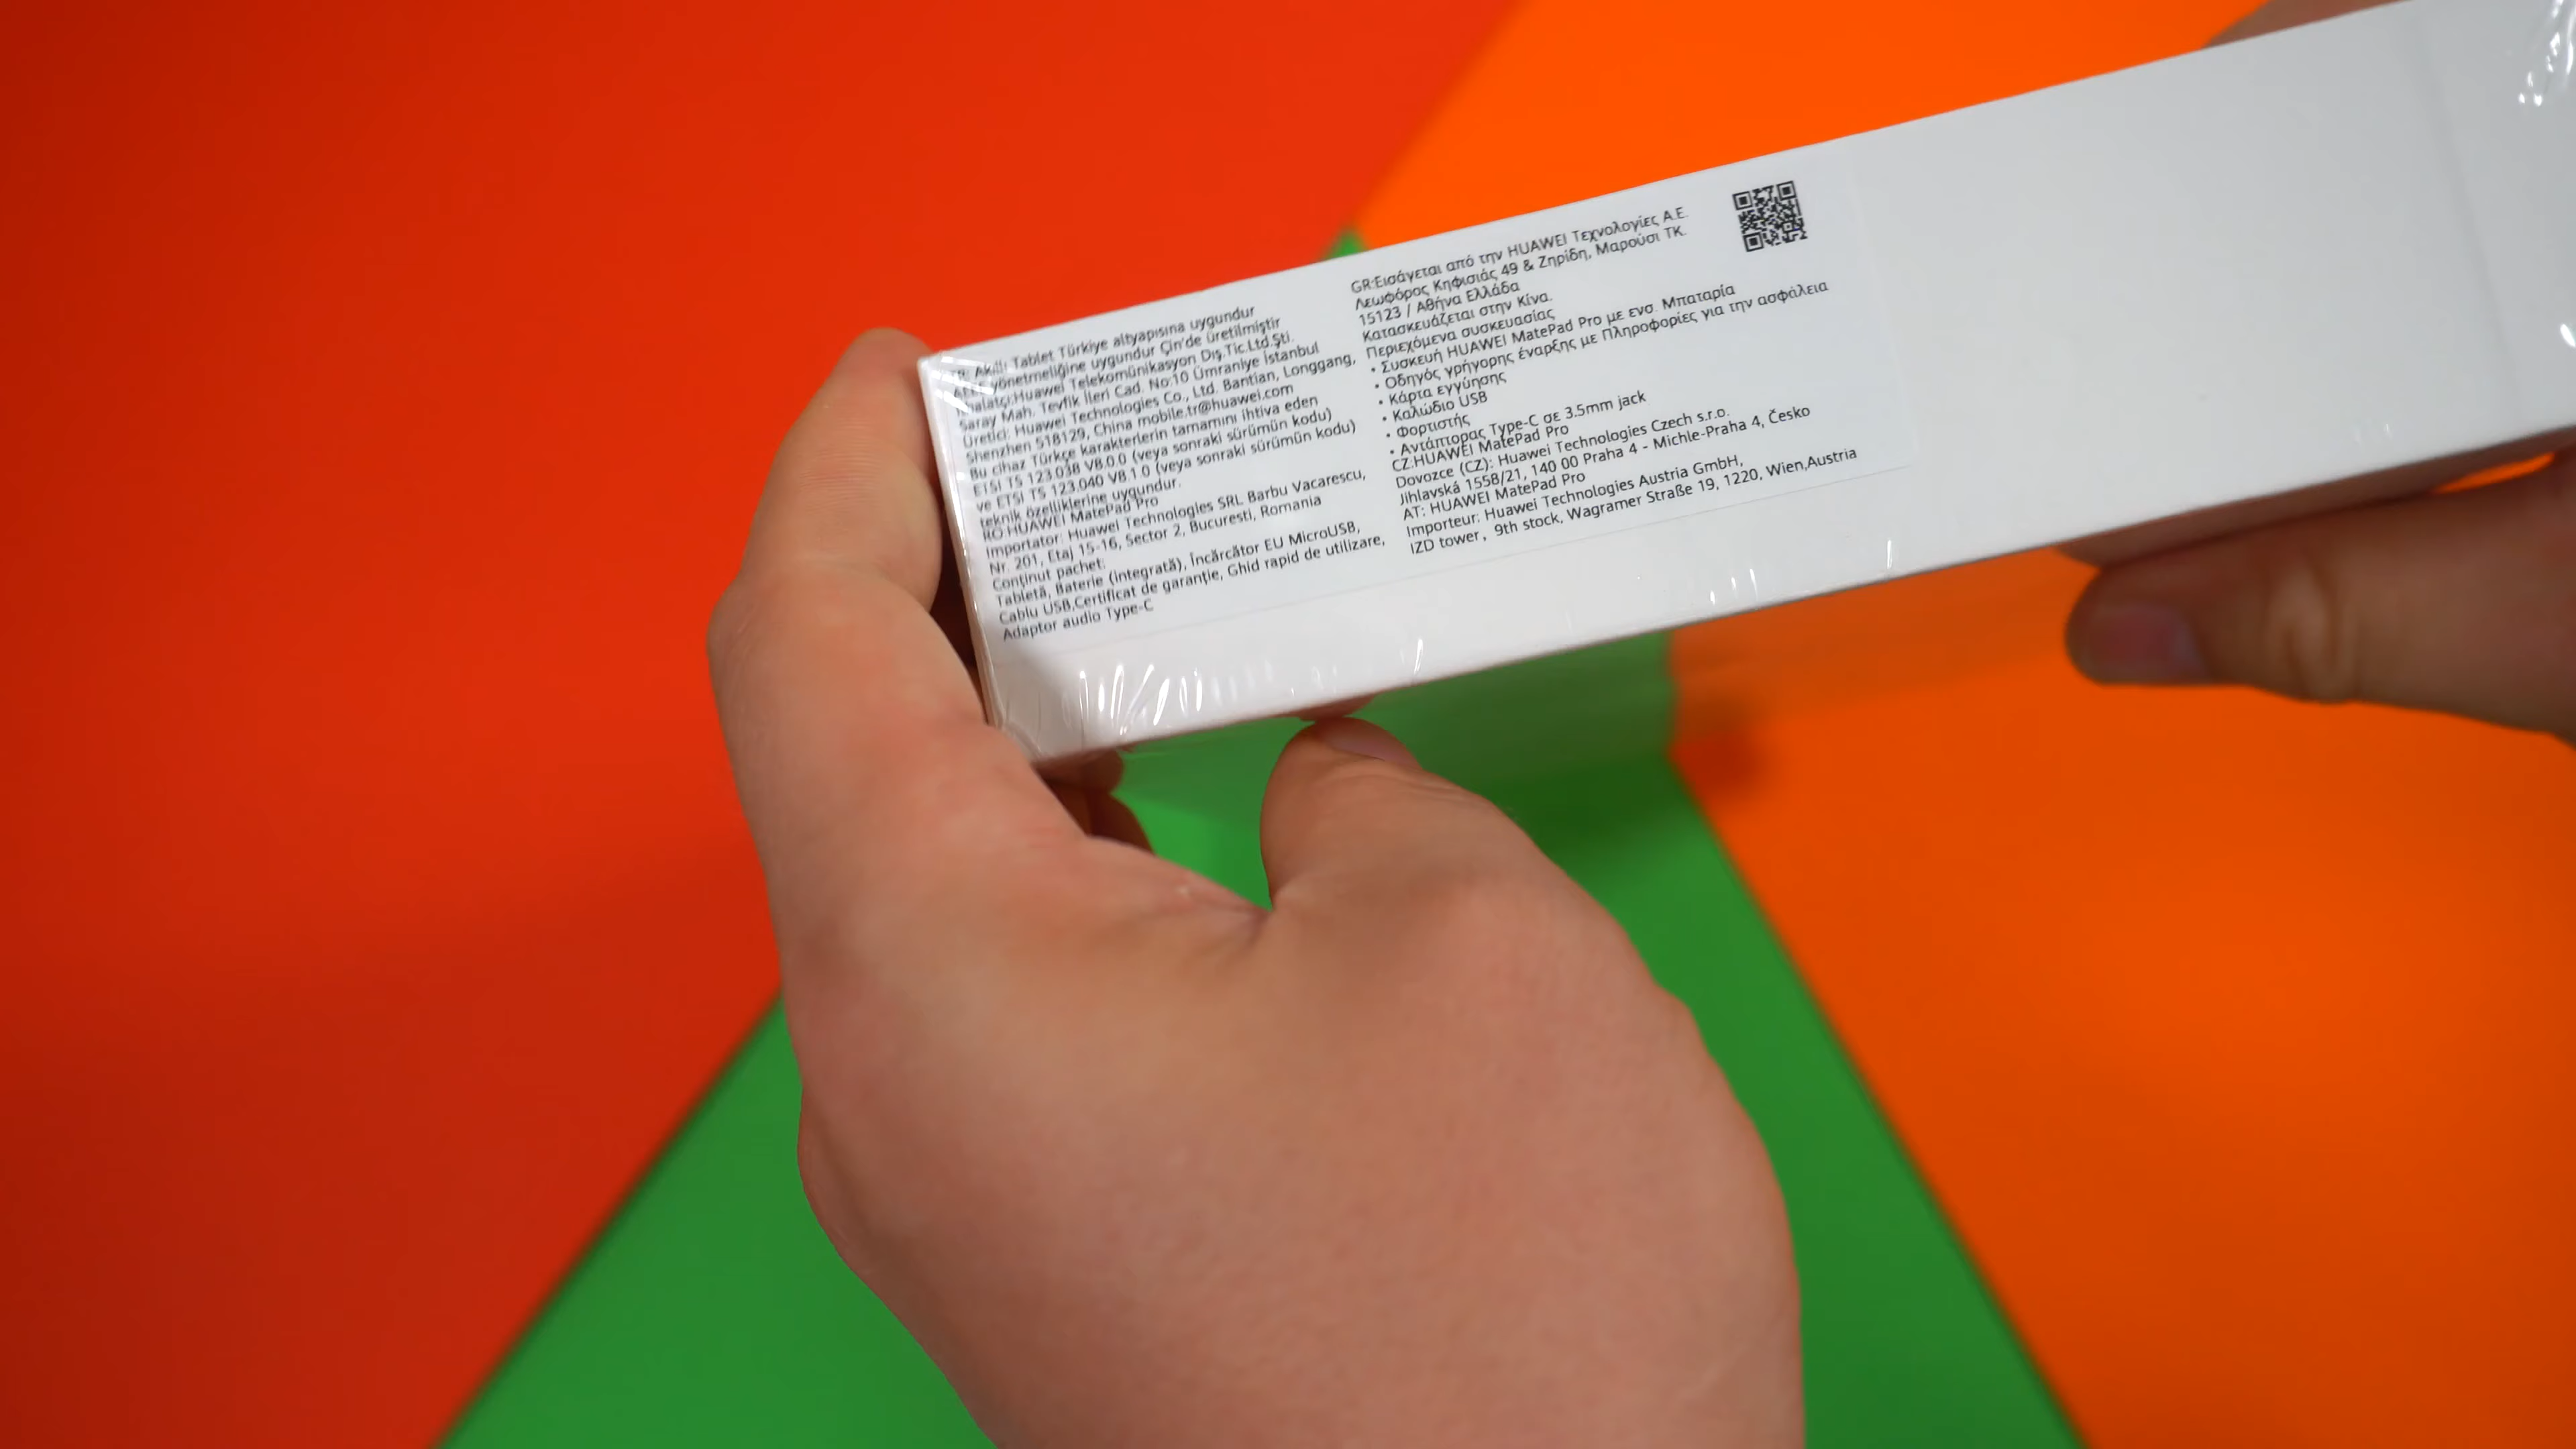 TR: Akıllı Tablet Türkiye altyapısına uygundur
AEEE yönetmeliğine uygundur Çin'de üretilmiştir
İthalatçı:Huawei Telekomünikasyon Dış.Tic.Ltd.Şti.
Saray Mah. Tevfik İleri Cad. No:10 Ümraniye İstanbul
Üretici: Huawei Technologies Co., Ltd. Bantian, Longgang,
Shenzhen 518129, China mobile.tr@huawei.com
Bu cihaz Türkçe karakterlerin tamamını ihtiva eden
ETSI TS 123.038 V8.0.0 (veya sonraki sürümün kodu)
ve ETSI TS 123.040 V8.1.0 (veya sonraki sürümün kodu)
teknik özelliklerine uygundur.
RO:HUAWEI MatePad Pro
Importator: Huawei Technologies SRL Barbu Vacarescu,
Nr. 201, Etaj 15-16, Sector 2, Bucuresti, Romania
Conţinut pachet:
Tabletă, Baterie (integrată), Încărcător EU MicroUSB,
Cablu USB,Certificat de garanţie, Ghid rapid de utilizare,
Adaptor audio Type-C
GR:Εισάγεται από την HUAWEI Τεχνολογίες Α.Ε.
Λεωφόρος Κηφισιάς 49 & Ζηρίδη, Μαρούσι ΤΚ.
15123 / Αθήνα Ελλάδα
Κατασκευάζεται στην Κίνα.
Περιεχόμενα συσκευασίας
• Συσκευή HUAWEI MatePad Pro με ενσ. Μπαταρία
• Οδηγός γρήγορης έναρξης με Πληροφορίες για την ασφάλεια
• Κάρτα εγγύησης
• Καλώδιο USB
• Φορτιστής
• Αντάπτορας Type-C σε 3.5mm jack
CZ:HUAWEI MatePad Pro
Dovozce (CZ): Huawei Technologies Czech s.r.o.
Jihlavská 1558/21, 140 00 Praha 4 - Michle-Praha 4, Česko
AT: HUAWEI MatePad Pro
Importeur: Huawei Technologies Austria GmbH,
IZD tower, 9th stock, Wagramer Straße 19, 1220, Wien,Austria